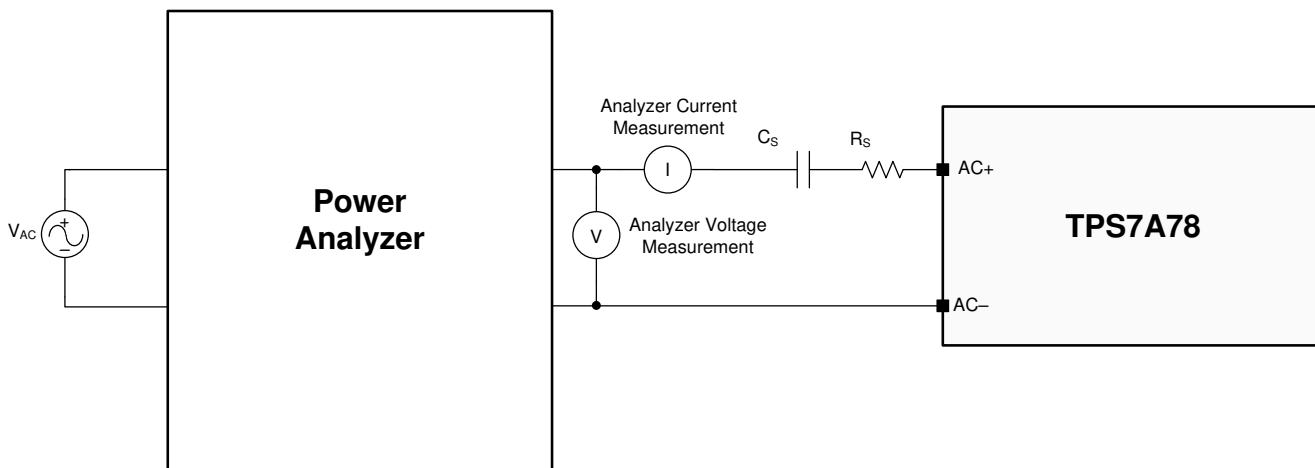 Power
Analyzer
V_AC
+
−
Analyzer Current
Measurement
I
C_S
R_S
AC+
V
Analyzer Voltage
Measurement
AC–
TPS7A78